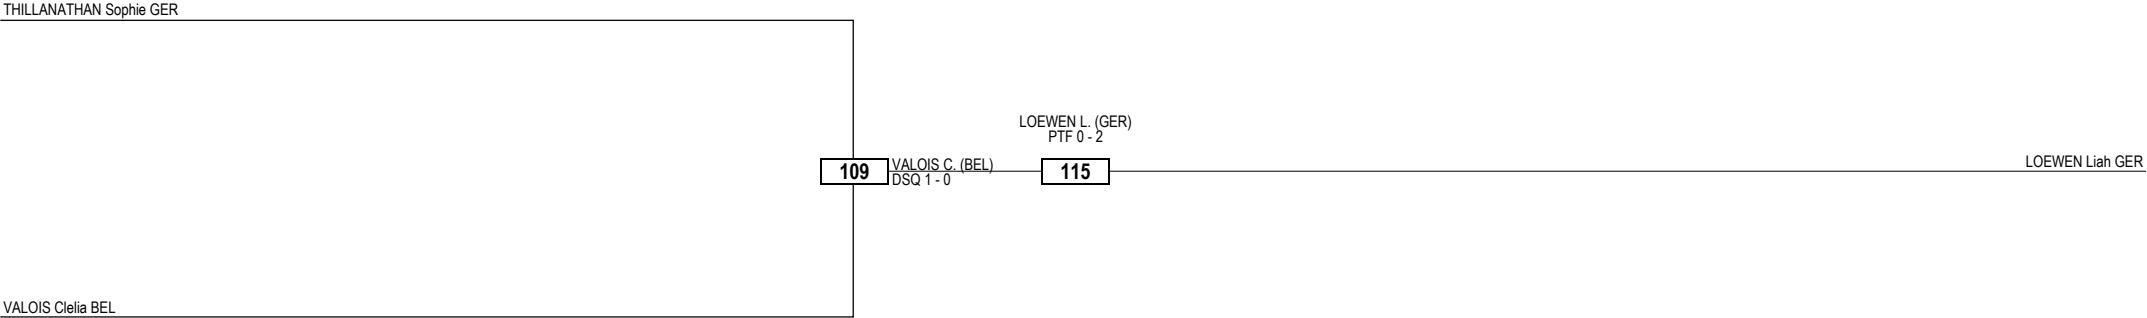 THILLANATHAN Sophie GER
LOEWEN L. (GER)
PTF 0 - 2
109
VALOIS C. (BEL)
DSQ 1 - 0
115
LOEWEN Liah GER
VALOIS Clelia BEL